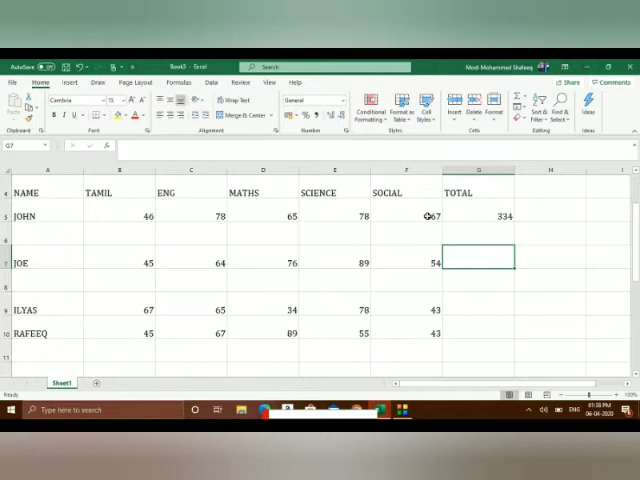 AutoSave Off Book3 - Excel Search Modi Mohammad Shafeeq
File Home Insert Draw Page Layout Formulas Data Review View Help Share Comments
Cambria 15 Wrap Text General
Paste Merge & Center Conditional Formatting Format as Table Cell Styles Insert Delete Format Sort & Filter Find & Select Ideas
Clipboard Font Alignment Number Styles Cells Editing Ideas
G7 fx
A B C D E F G H I
4 NAME TAMIL ENG MATHS SCIENCE SOCIAL TOTAL
5 JOHN 46 78 65 78 67 334
6
7 JOE 45 64 76 89 54
8
9 ILYAS 67 65 34 78 43
10 RAFEEQ 45 67 89 55 43
11
Sheet1
Ready 100%
Type here to search ENG 01:38 PM
06-04-2020